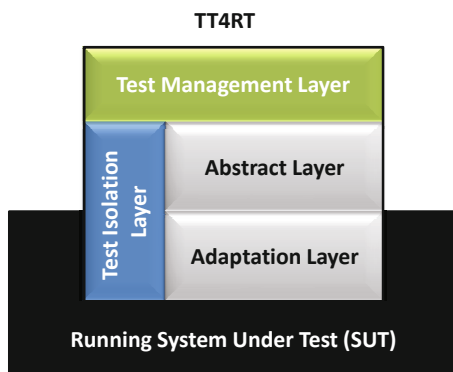 TT4RT
Test Management Layer
Test Isolation
Layer
Abstract Layer
Adaptation Layer
Running System Under Test (SUT)